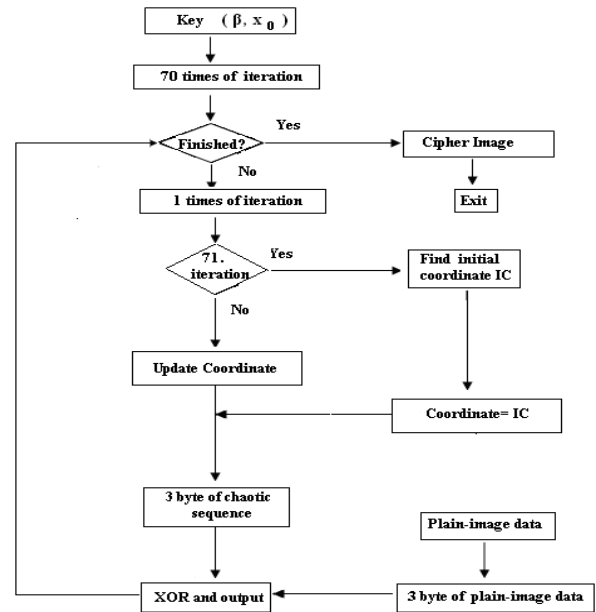 Key ( β, x 0 )
70 times of iteration
Yes
Finished?
Cipher Image
No
1 times of iteration
Exit
71.
iteration
Yes
Find initial
coordinate IC
No
Update Coordinate
Coordinate= IC
3 byte of chaotic
sequence
Plain-image data
XOR and output
3 byte of plain-image data